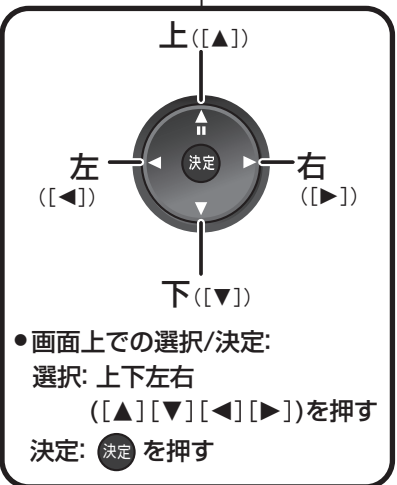 上([▲])
左
([◀])
決定
右
([▶])
下([▼])
●画面上での選択/決定:
選択: 上下左右
([▲][▼][◀][▶])を押す
決定: 決定 を押す